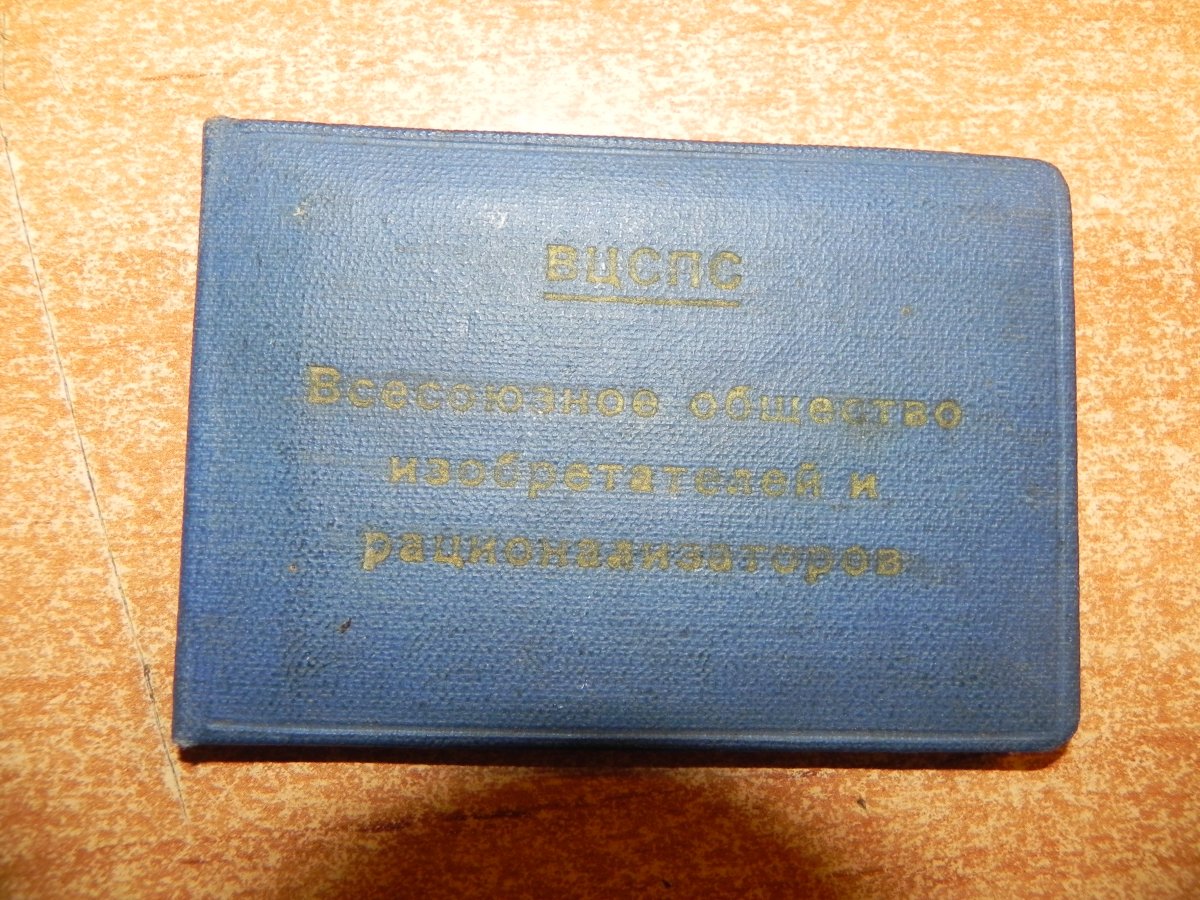 ВЦСПС
Всесоюзное общество
изобретателей и
рационализаторов